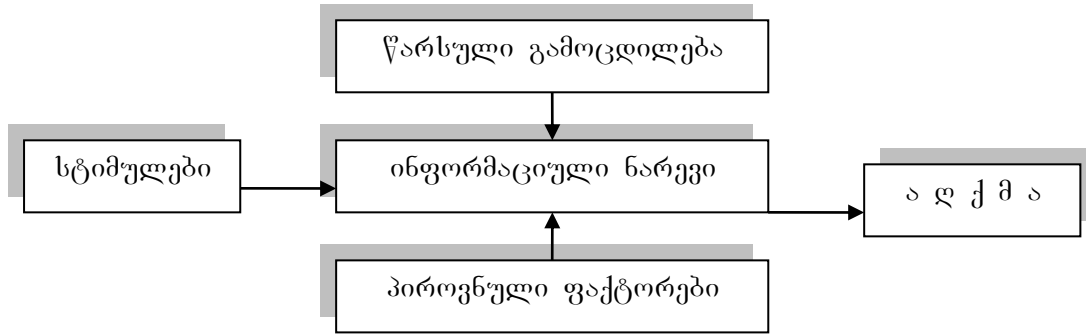 წარსული გამოცდილება
სტიმულები
ინფორმაციული ნარევი
ა ღ ქ მ ა
პიროვნული ფაქტორები